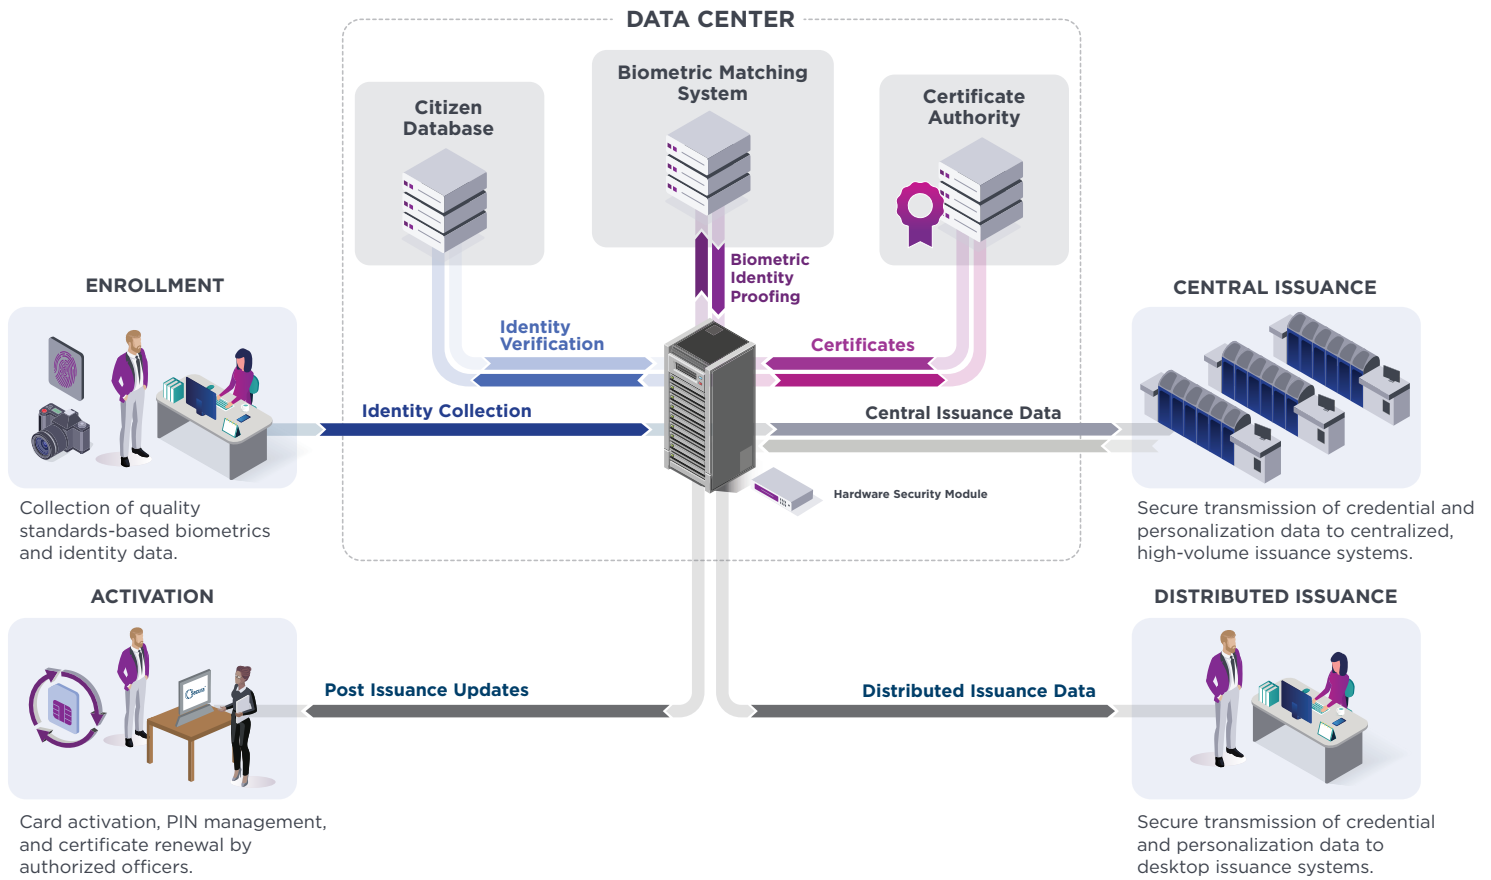 DATA CENTER
Biometric Matching
System
Citizen
Database
Certificate
Authority
Biometric
Identity
Proofing
ENROLLMENT
CENTRAL ISSUANCE
Identity
Verification
Certificates
Identity Collection
Central Issuance Data
Hardware Security Module
Collection of quality
standards-based biometrics
and identity data.
Secure transmission of credential and
personalization data to centralized,
high-volume issuance systems.
ACTIVATION
DISTRIBUTED ISSUANCE
Post Issuance Updates
Distributed Issuance Data
Card activation, PIN management,
and certificate renewal by
authorized officers.
Secure transmission of credential
and personalization data to
desktop issuance systems.